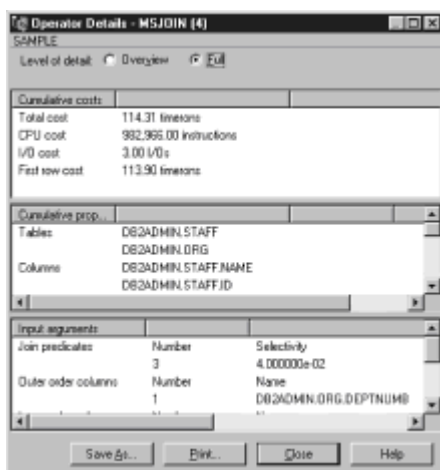 Operator Details - MSJOIN (4)
SAMPLE
Level of detail: Overview Full
Cumulative costs
Total cost 114.31 timerons
CPU cost 982,966.00 instructions
I/O cost 3.00 I/Os
First row cost 113.90 timerons
Cumulative prop...
Tables DB2ADMIN.STAFF
DB2ADMIN.ORG
Columns DB2ADMIN.STAFF.NAME
DB2ADMIN.STAFF.ID
Input arguments
Join predicates Number Selectivity
3 4.000000e-02
Outer order columns Number Name
1 DB2ADMIN.ORG.DEPTNUMB
Save As... Print... Close Help